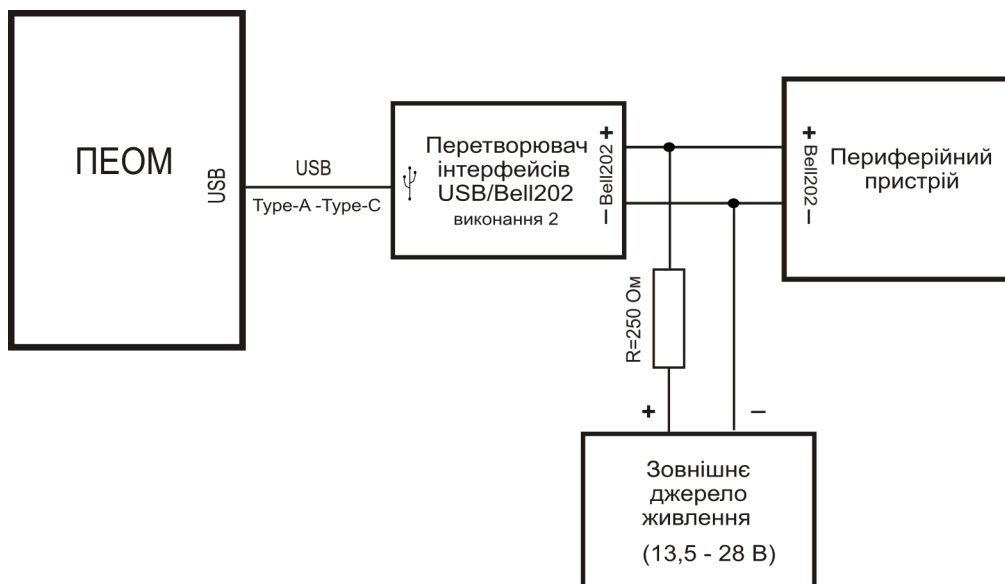 ПЕОМ
USB
USB
Type-A -Type-C
Перетворювач
інтерфейсів
USB/Bell202
виконання 2
– Bell202 +
+ Bell202 –
Периферійний
пристрій
R=250 Ом
+
–
Зовнішнє
джерело
живлення
(13,5 - 28 В)